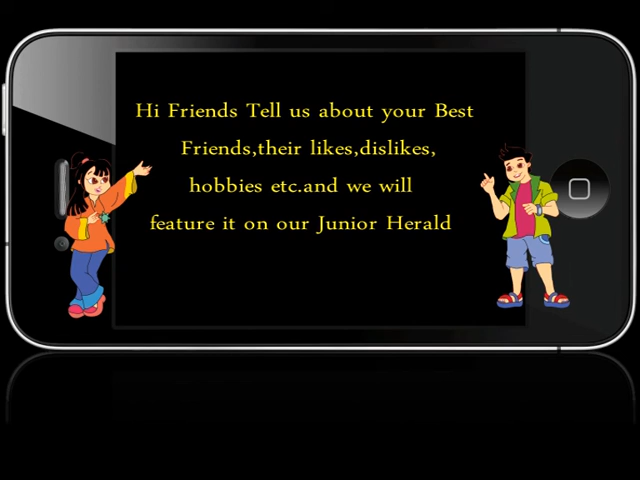 Hi Friends Tell us about your Best
Friends,their likes,dislikes,
hobbies etc.and we will
feature it on our Junior Herald